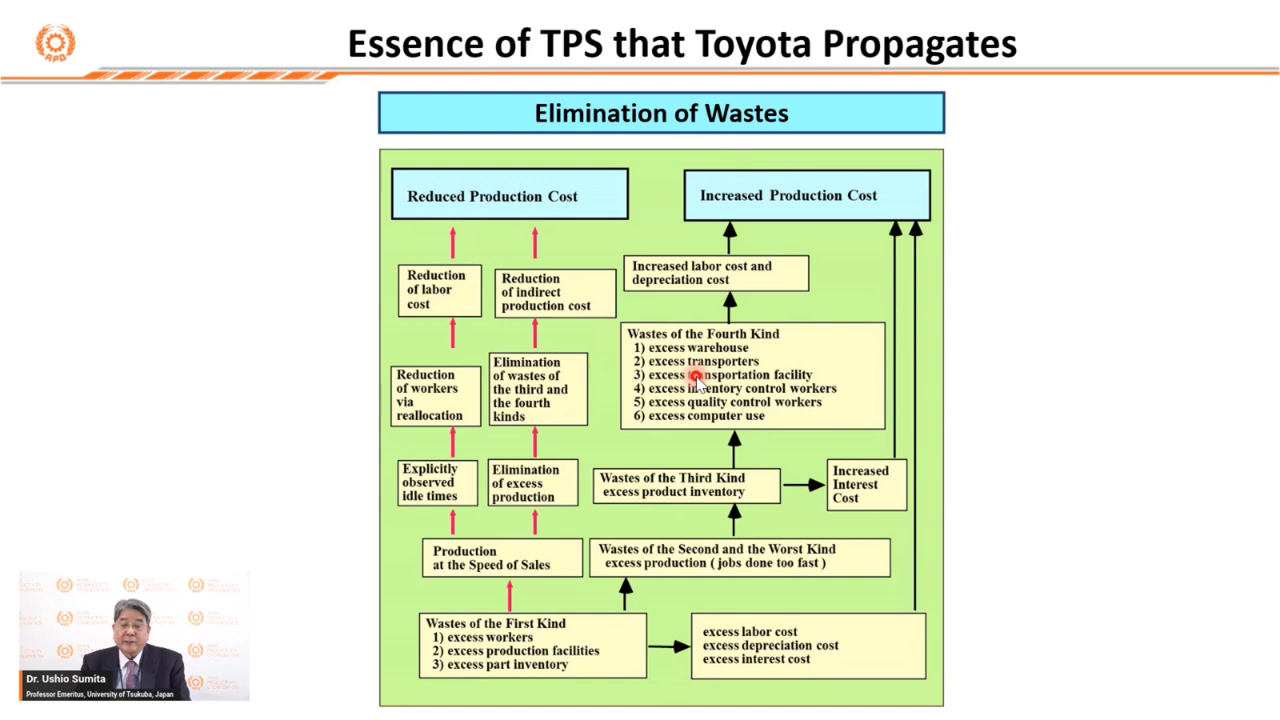 Essence of TPS that Toyota Propagates
APO
Elimination of Wastes
Reduced Production Cost
Increased Production Cost
Reduction
of labor
cost
Reduction
of indirect
production cost
Increased labor cost and
depreciation cost
Reduction
of workers
via
reallocation
Elimination
of wastes of
the third and
the fourth
kinds
Wastes of the Fourth Kind
1) excess warehouse
2) excess transporters
3) excess transportation facility
4) excess inventory control workers
5) excess quality control workers
6) excess computer use
Explicitly
observed
idle times
Elimination
of excess
production
Wastes of the Third Kind
excess product inventory
Increased
Interest
Cost
Production
at the Speed of Sales
Wastes of the Second and the Worst Kind
excess production ( jobs done too fast )
Wastes of the First Kind
1) excess workers
2) excess production facilities
3) excess part inventory
excess labor cost
excess depreciation cost
excess interest cost
Dr. Ushio Sumita
Professor Emeritus, University of Tsukuba, Japan